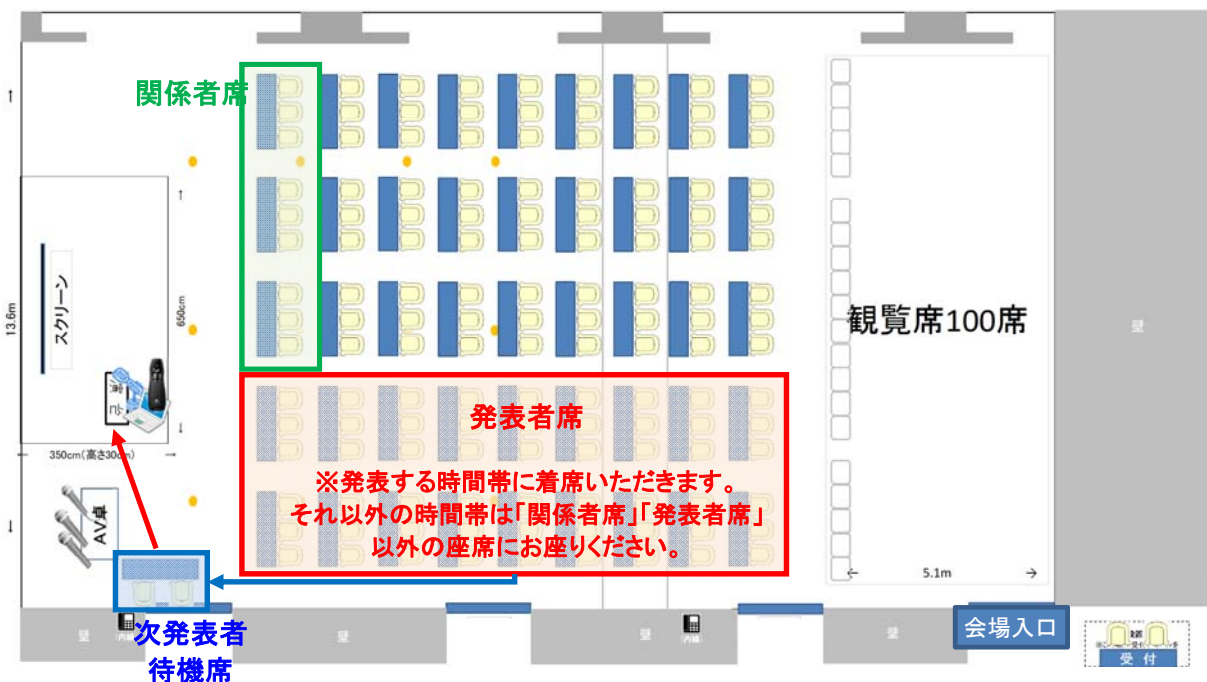 関係者席
13.6m
スクリーン
650cm
演台
350cm(高さ30cm)
AV卓
発表者席
※発表する時間帯に着席いただきます。
それ以外の時間帯は「関係者席」「発表者席」
以外の座席にお座りください。
観覧席100席
壁
5.1m
壁
次発表者
待機席
壁
壁
壁
会場入口
受 付